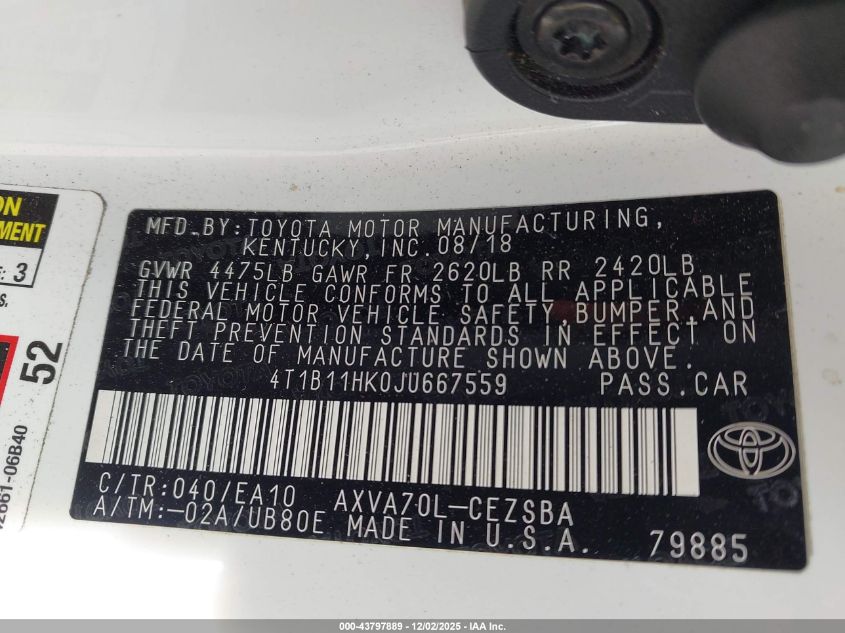 MFD.BY:TOYOTA MOTOR MANUFACTURING,
KENTUCKY,INC.08/18
GVWR 4475LB GAWR FR 2620LB RR 2420LB
THIS VEHICLE CONFORMS TO ALL APPLICABLE
FEDERAL MOTOR VEHICLE SAFETY,BUMPER,AND
THEFT PREVENTION STANDARDS IN EFFECT ON
THE DATE OF MANUFACTURE SHOWN ABOVE.
4T1B11HK0JU667559 PASS.CAR
C/TR:040/EA10 AXVA70L-CEZSBA
A/TM:-02A/UB80E MADE IN U.S.A. 79885
ON
MENT
: 3
S.
52
2661-06B40
000-43797889 | 12/02/2025 - IAA Inc.